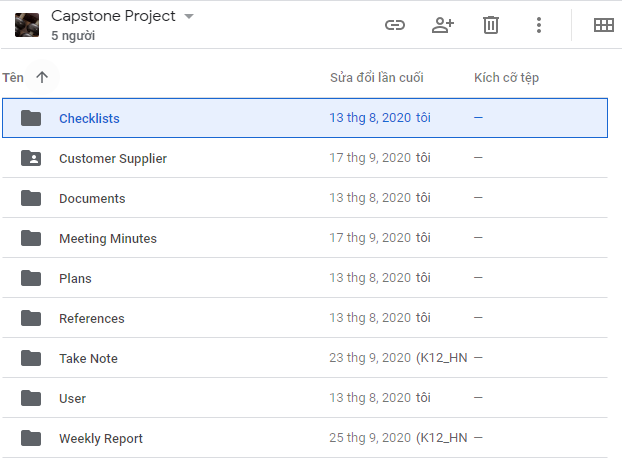 Capstone Project
5 người
Tên Sửa đổi lần cuối Kích cỡ tệp
Checklists 13 thg 8, 2020 tôi —
Customer Supplier 17 thg 9, 2020 tôi —
Documents 13 thg 8, 2020 tôi —
Meeting Minutes 17 thg 9, 2020 tôi —
Plans 13 thg 8, 2020 tôi —
References 13 thg 8, 2020 tôi —
Take Note 23 thg 9, 2020 (K12_HN —
User 13 thg 8, 2020 tôi —
Weekly Report 25 thg 9, 2020 (K12_HN —